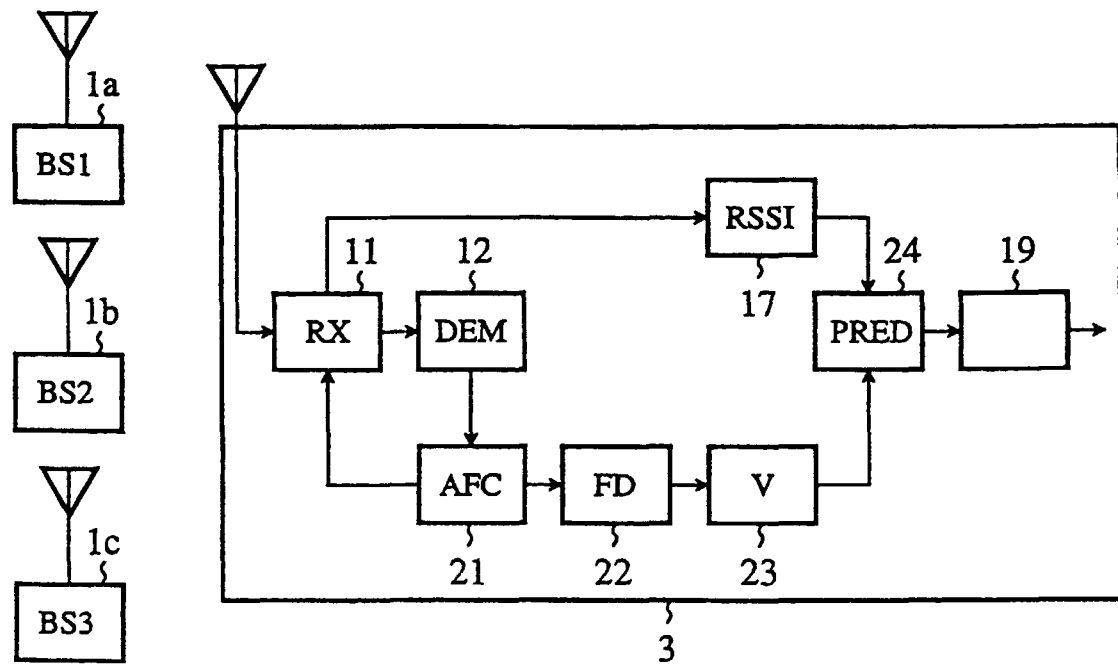 1a
BS1
1b
BS2
1c
BS3
RSSI
17
11
12
24
19
RX
DEM
PRED
AFC
FD
V
21
22
23
3